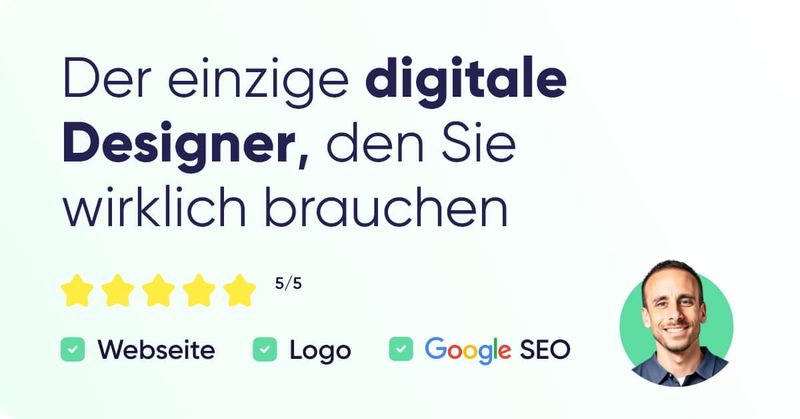 Der einzige digitale
Designer, den Sie
wirklich brauchen
5/5
Webseite Logo Google SEO